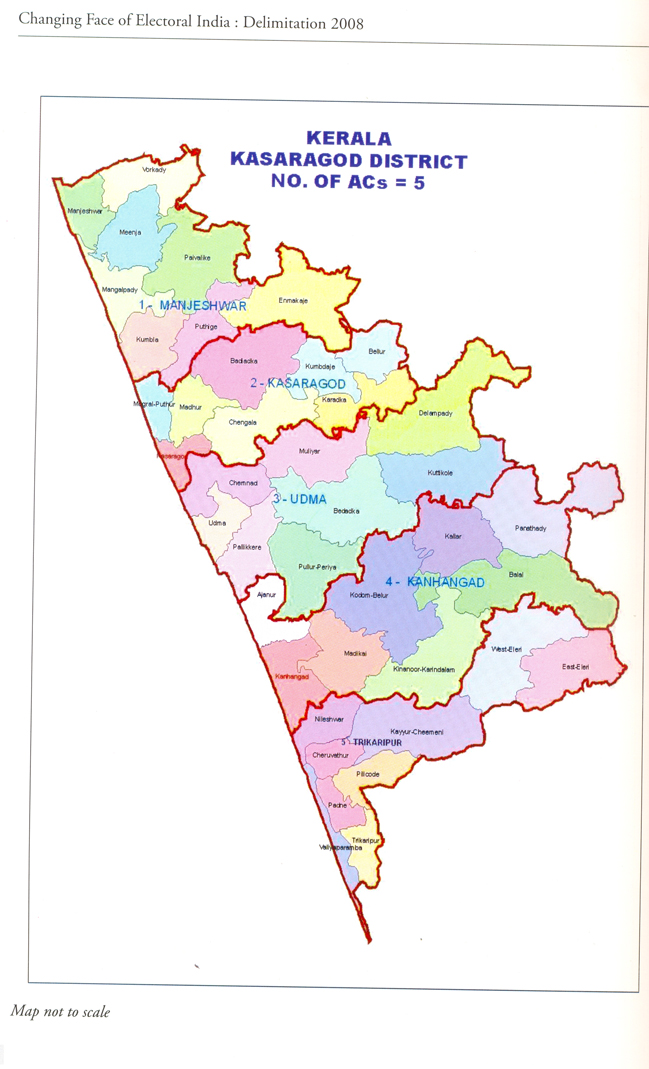 Changing Face of Electoral India : Delimitation 2008
KERALA
KASARAGOD DISTRICT
NO. OF ACs = 5
Vorkady
Manjeshwar
Meenja
Paivalike
Mangalpady
1 - MANJESHWAR
Enmakaje
Puthige
Kumbla
Badiadka
Bellur
Kumbdaje
2 - KASARAGOD
Karadka
Mogral-Puthur
Madhur
Delampady
Chengala
Muliyar
Kasaragod
Kuttikole
Chemnad
3 - UDMA
Bedadka
Udma
Panathady
Kallar
Pallikkere
Pullur-Periya
Balal
4 - KANHANGAD
Ajanur
Kodom-Belur
West-Eleri
Madikai
East-Eleri
Kinanoor-Karindalam
Kanhangad
Nileshwar
Kayyur-Cheemeni
5 - TRIKARIPUR
Cheruvathur
Pilicode
Padne
Trikaripur
Valiyaparamba
Map not to scale